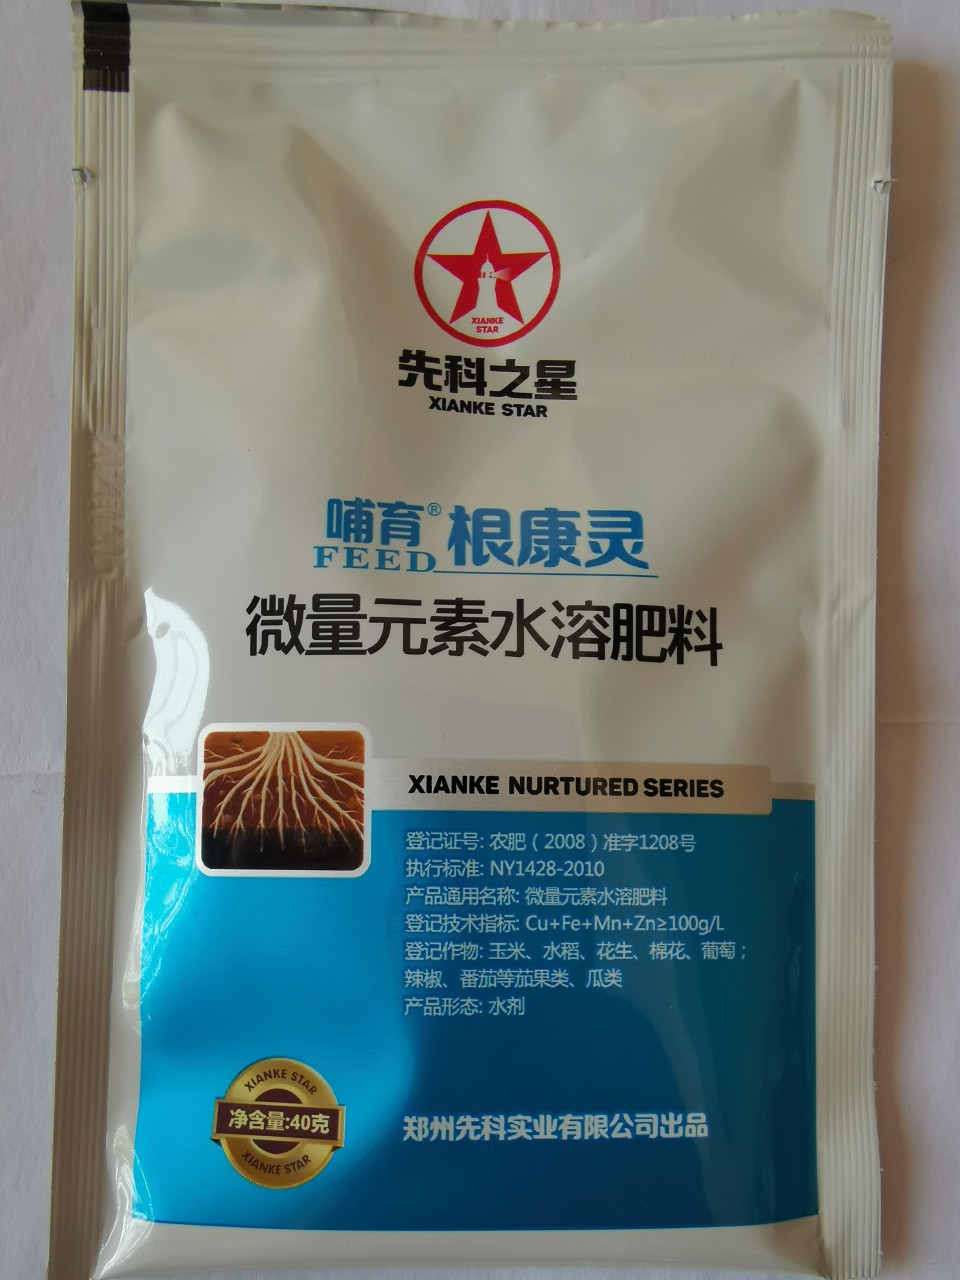 XIANKE
STAR
先科之星
XIANKE STAR
哺育® 根康灵
FEED
微量元素水溶肥料
XIANKE NURTURED SERIES
登记证号: 农肥（2008）准字1208号
执行标准: NY1428-2010
产品通用名称: 微量元素水溶肥料
登记技术指标: Cu+Fe+Mn+Zn≥100g/L
登记作物: 玉米、水稻、花生、棉花、葡萄；
辣椒、番茄等茄果类、瓜类
产品形态: 水剂
XIANKE STAR
净含量:40克
XIANKE STAR
郑州先科实业有限公司出品